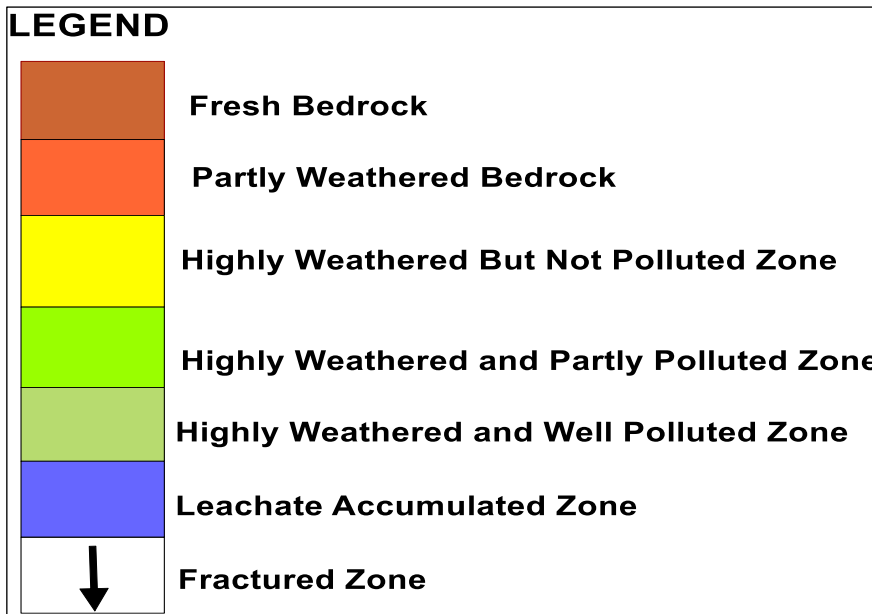 LEGEND
Fresh Bedrock
Partly Weathered Bedrock
Highly Weathered But Not Polluted Zone
Highly Weathered and Partly Polluted Zone
Highly Weathered and Well Polluted Zone
Leachate Accumulated Zone
Fractured Zone